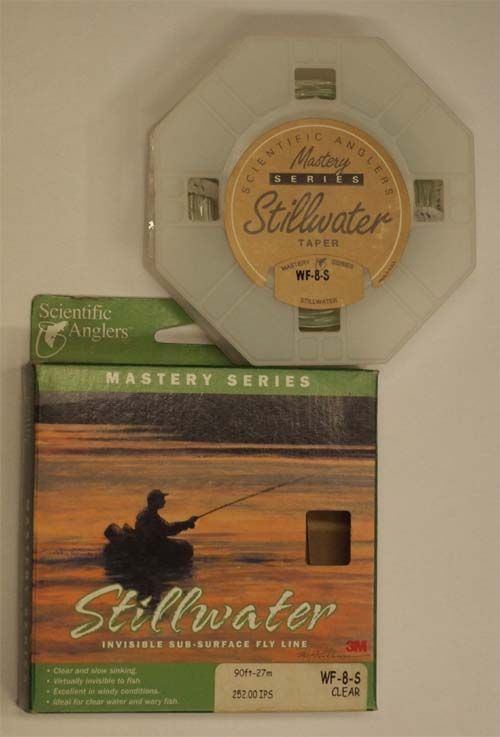 SCIENTIFIC ANGLERS
Mastery
SERIES
Stillwater
TAPER
MASTERY SERIES
WF-8-S
STILLWATER
Scientific
Anglers
MASTERY SERIES
Stillwater
INVISIBLE SUB-SURFACE FLY LINE
3M
• Clear and slow sinking.
• Virtually invisible to fish.
• Excellent in windy conditions.
• Ideal for clear water and wary fish.
90ft-27m
252.00 IPS
WF-8-S
CLEAR